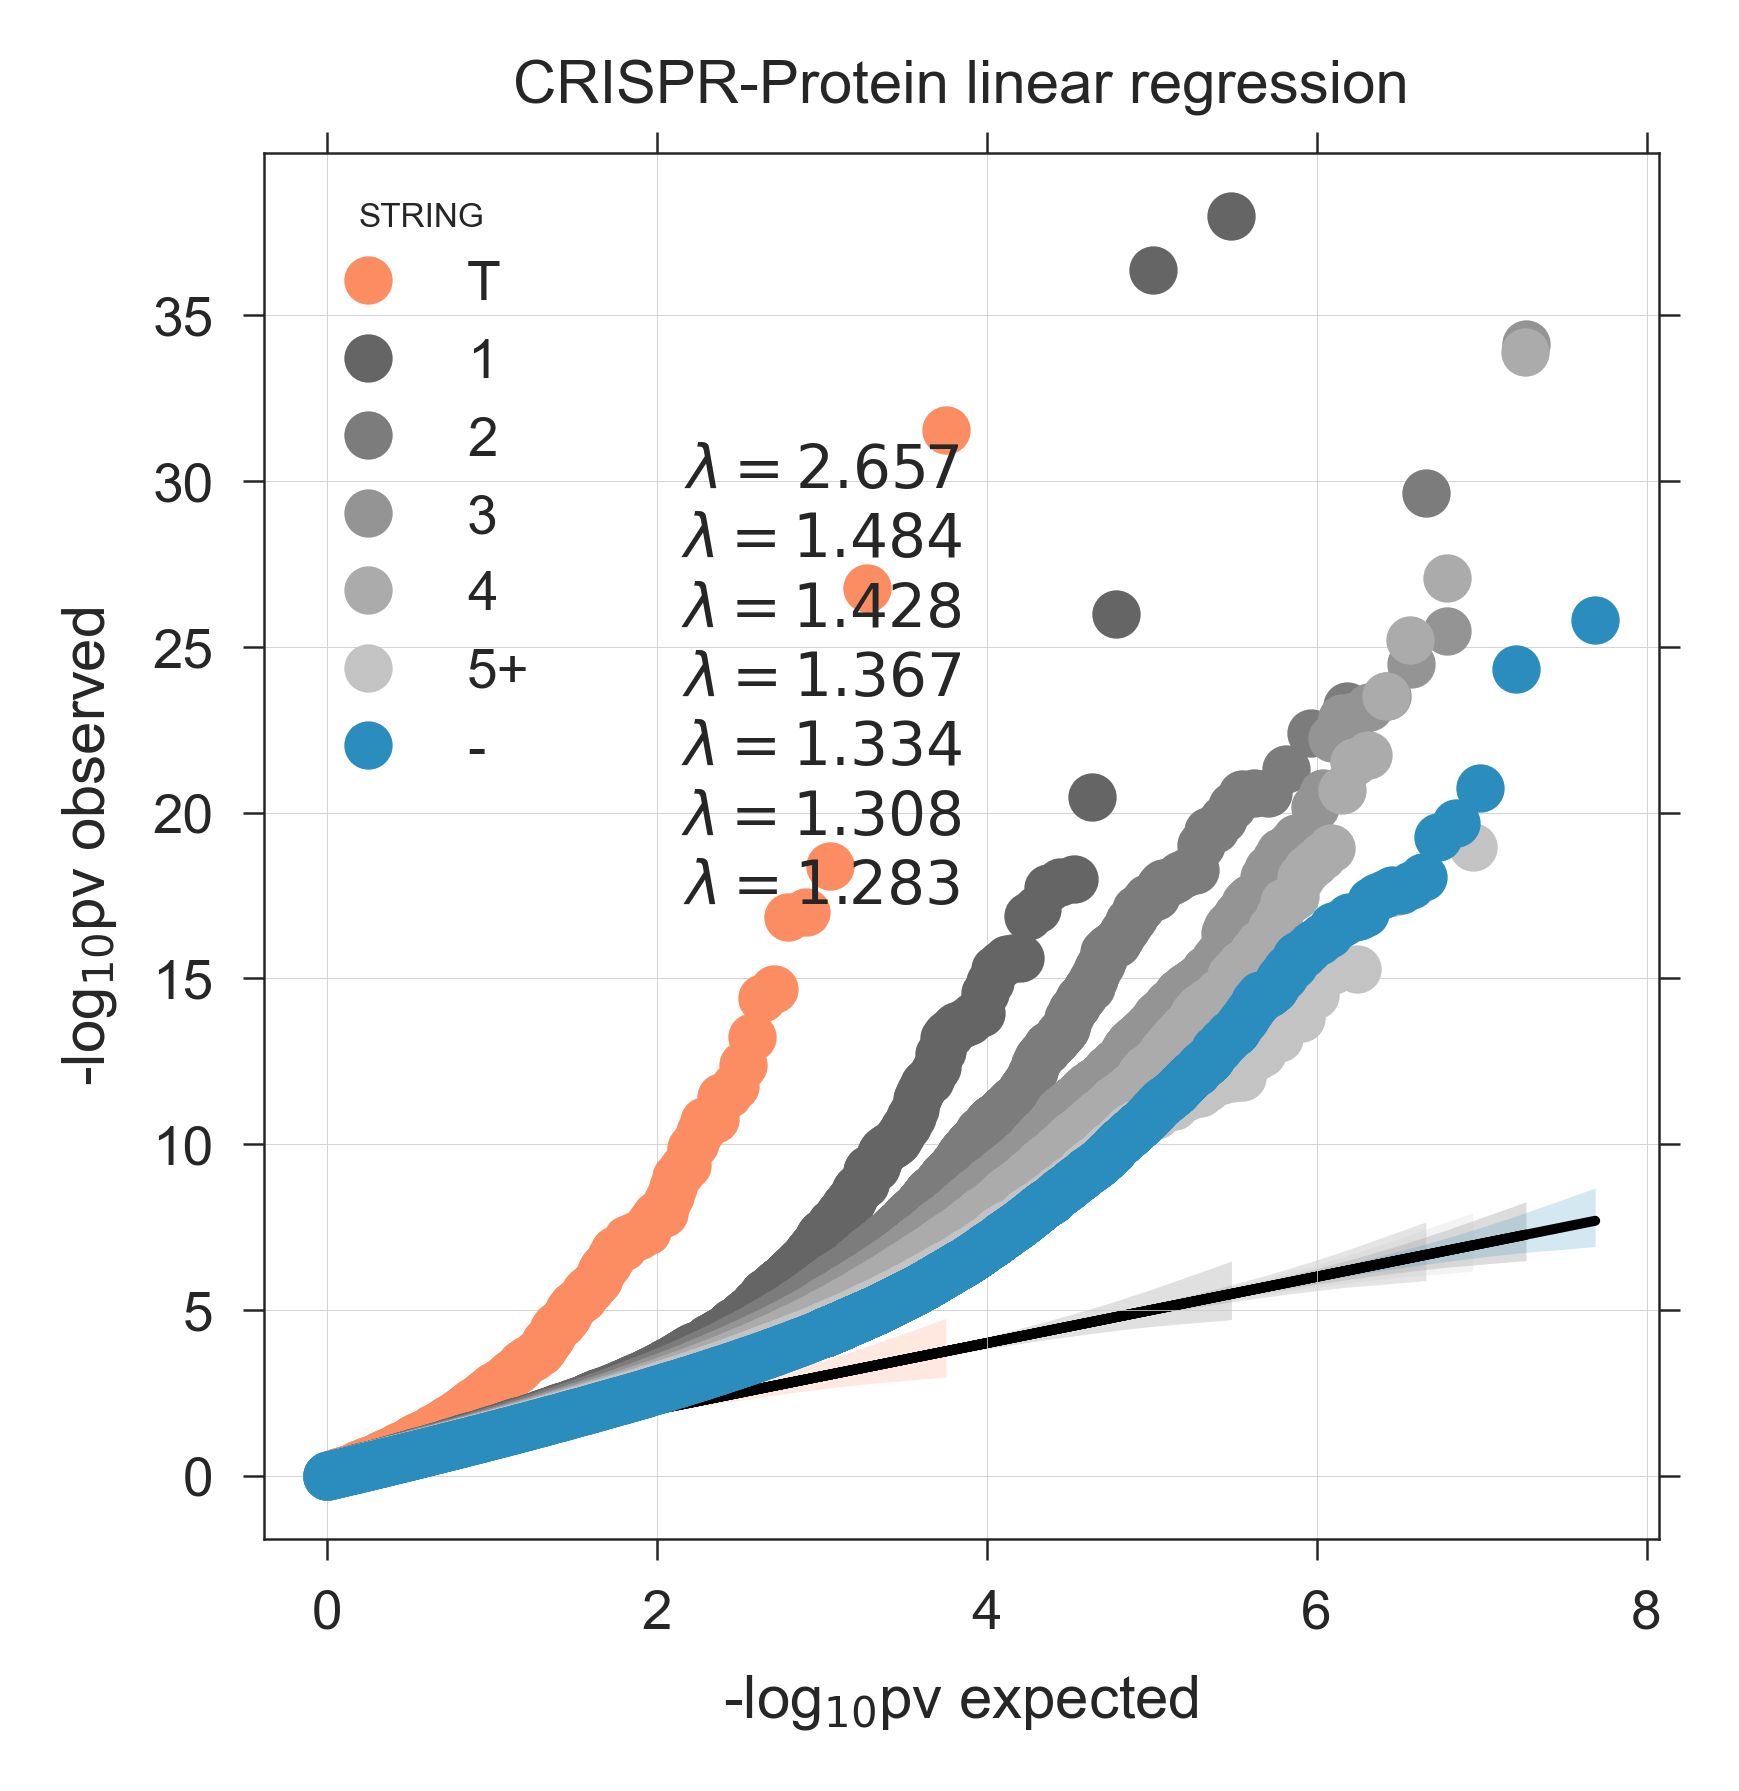 CRISPR-Protein linear regression
STRING
T
1
2
3
4
5+
-
λ = 2.657
λ = 1.484
λ = 1.428
λ = 1.367
λ = 1.334
λ = 1.308
λ = 1.283
35
30
25
20
15
10
5
0
-log₁₀pv observed
0 2 4 6 8
-log₁₀pv expected